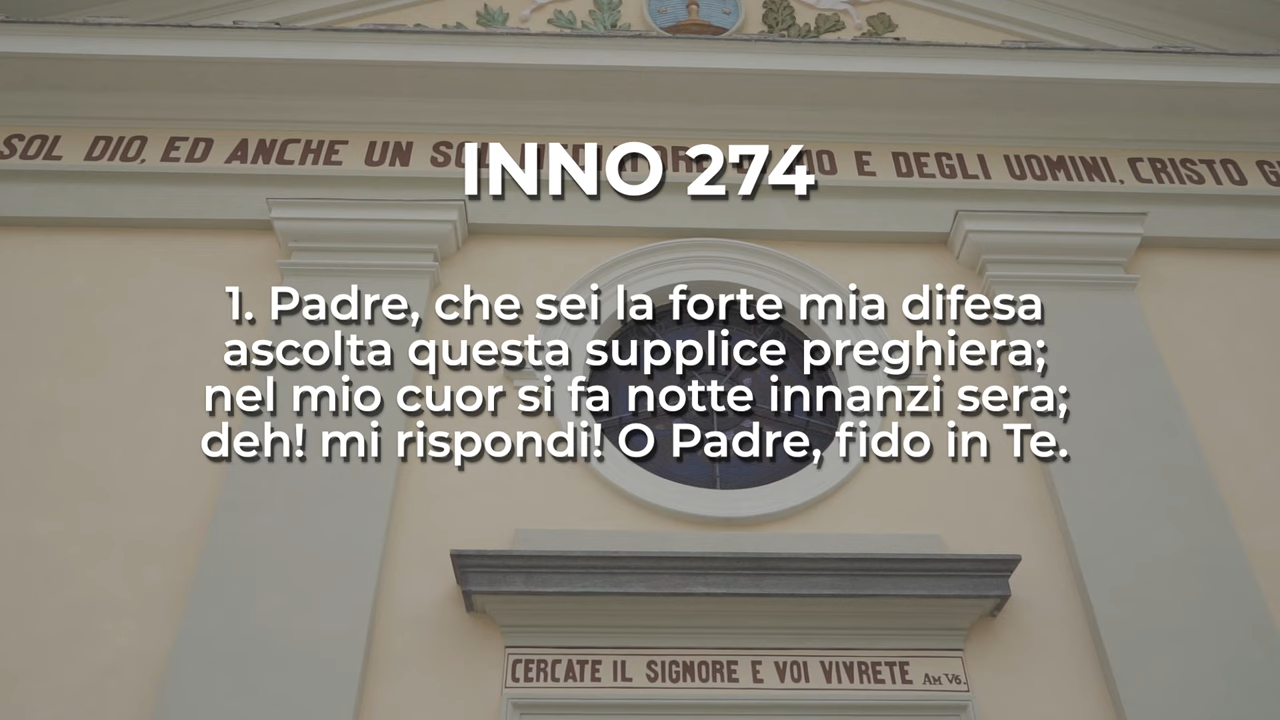 SOL DIO, ED ANCHE UN E DEGLI UOMINI, CRISTO
INNO 274
1. Padre, che sei la forte mia difesa
ascolta questa supplice preghiera;
nel mio cuor si fa notte innanzi sera;
deh! mi rispondi! O Padre, fido in Te.
CERCATE IL SIGNORE E VOI VIVRETE AM V6.